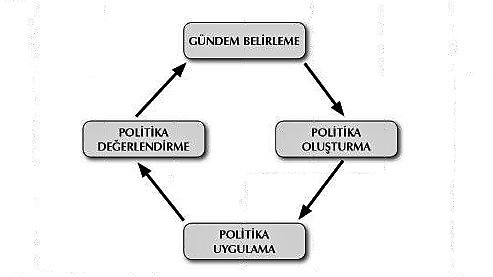 GÜNDEM BELİRLEME
POLİTİKA
DEĞERLENDİRME
POLİTİKA
OLUŞTURMA
POLİTİKA
UYGULAMA